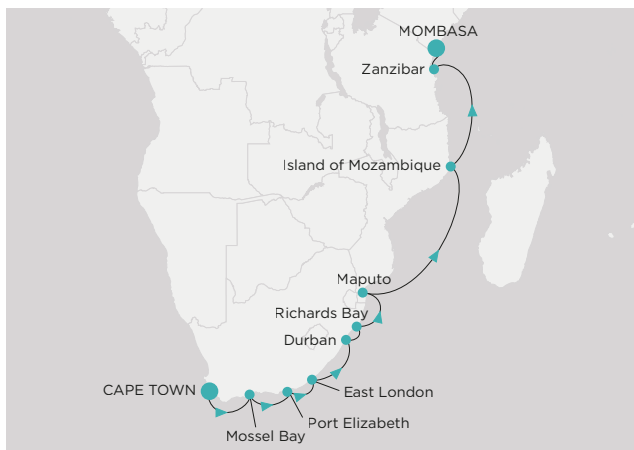 MOMBASA
Zanzibar
Island of Mozambique
Maputo
Richards Bay
Durban
CAPE TOWN
East London
Port Elizabeth
Mossel Bay